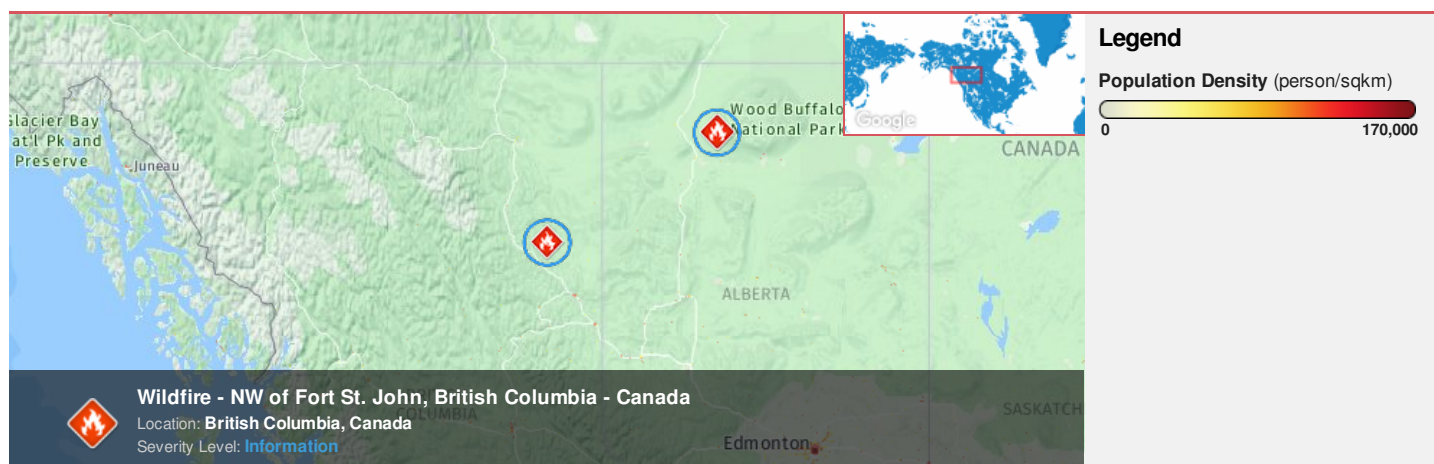 Glacier Bay
at'l Pk and
Preserve
Juneau
Wood Buffalo
National Park
Google
CANADA
ALBERTA
COLUMBIA
SASKATCH
Edmonton
Wildfire - NW of Fort St. John, British Columbia - Canada
Location: British Columbia, Canada
Severity Level: Information
Legend
Population Density (person/sqkm)
0 170,000